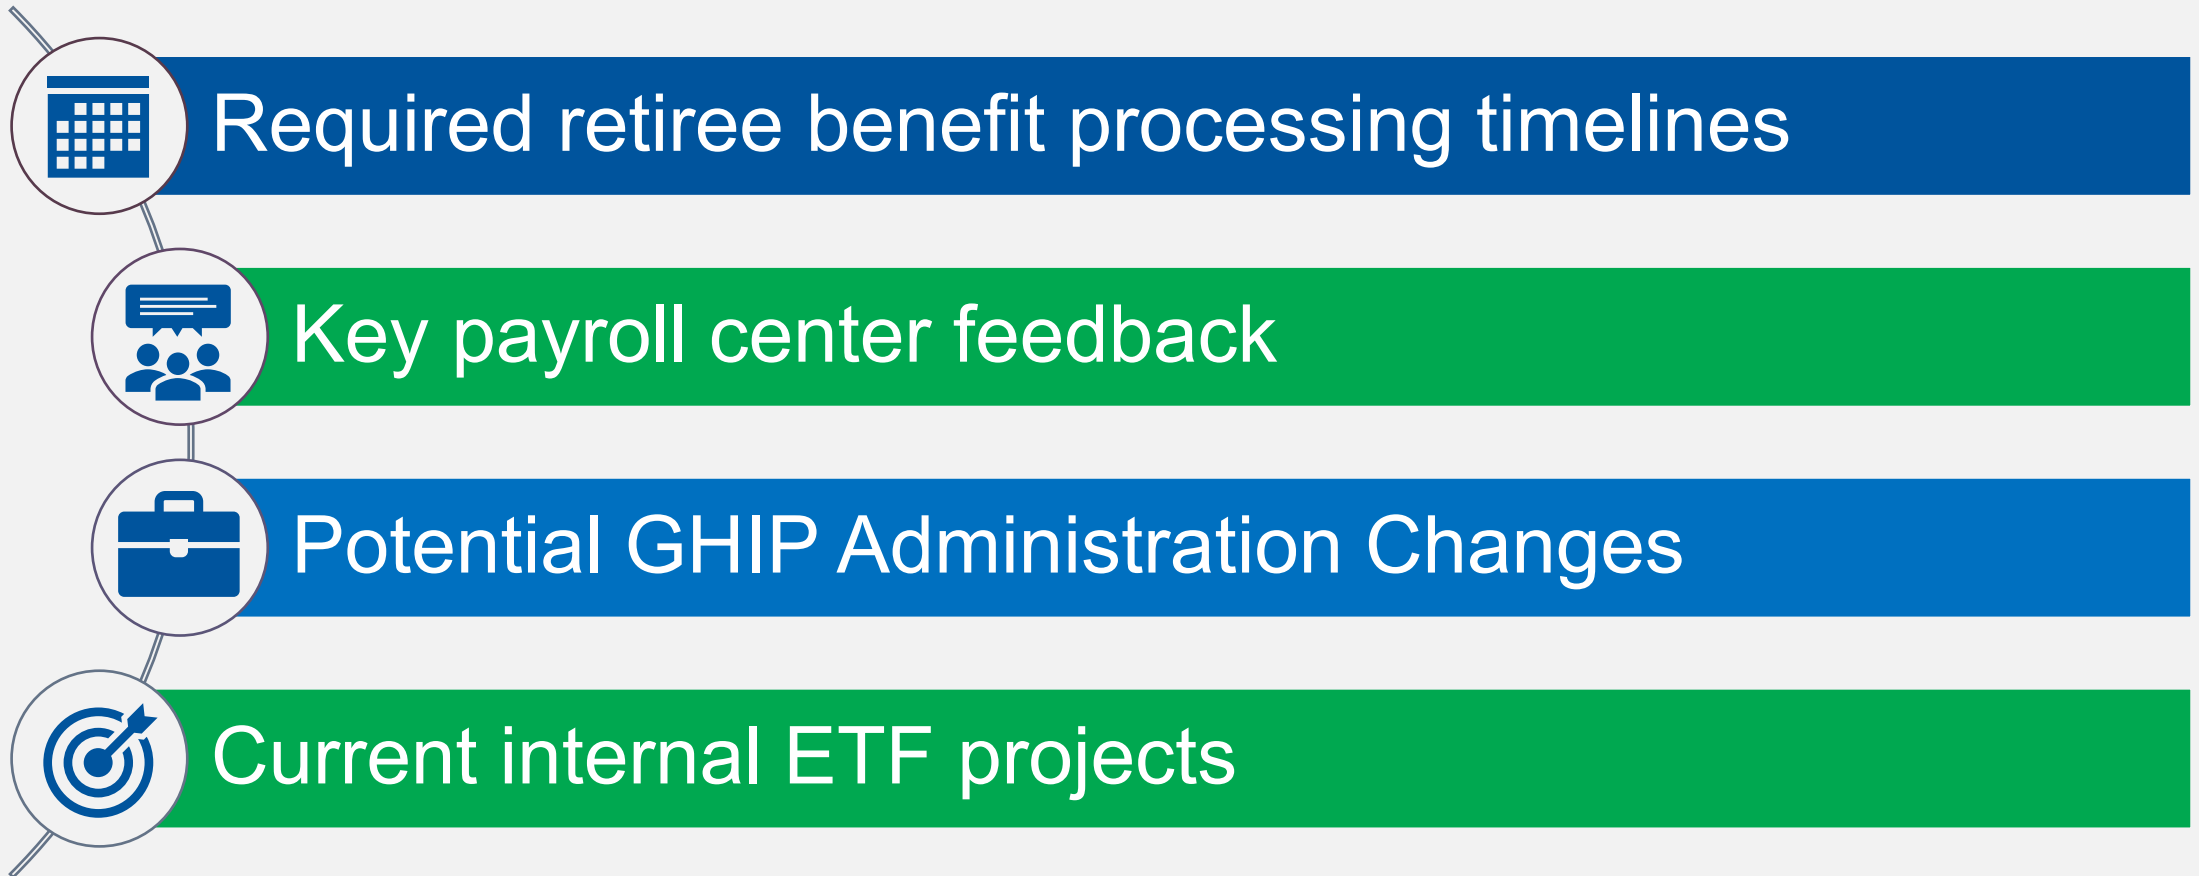 Required retiree benefit processing timelines
Key payroll center feedback
Potential GHIP Administration Changes
Current internal ETF projects